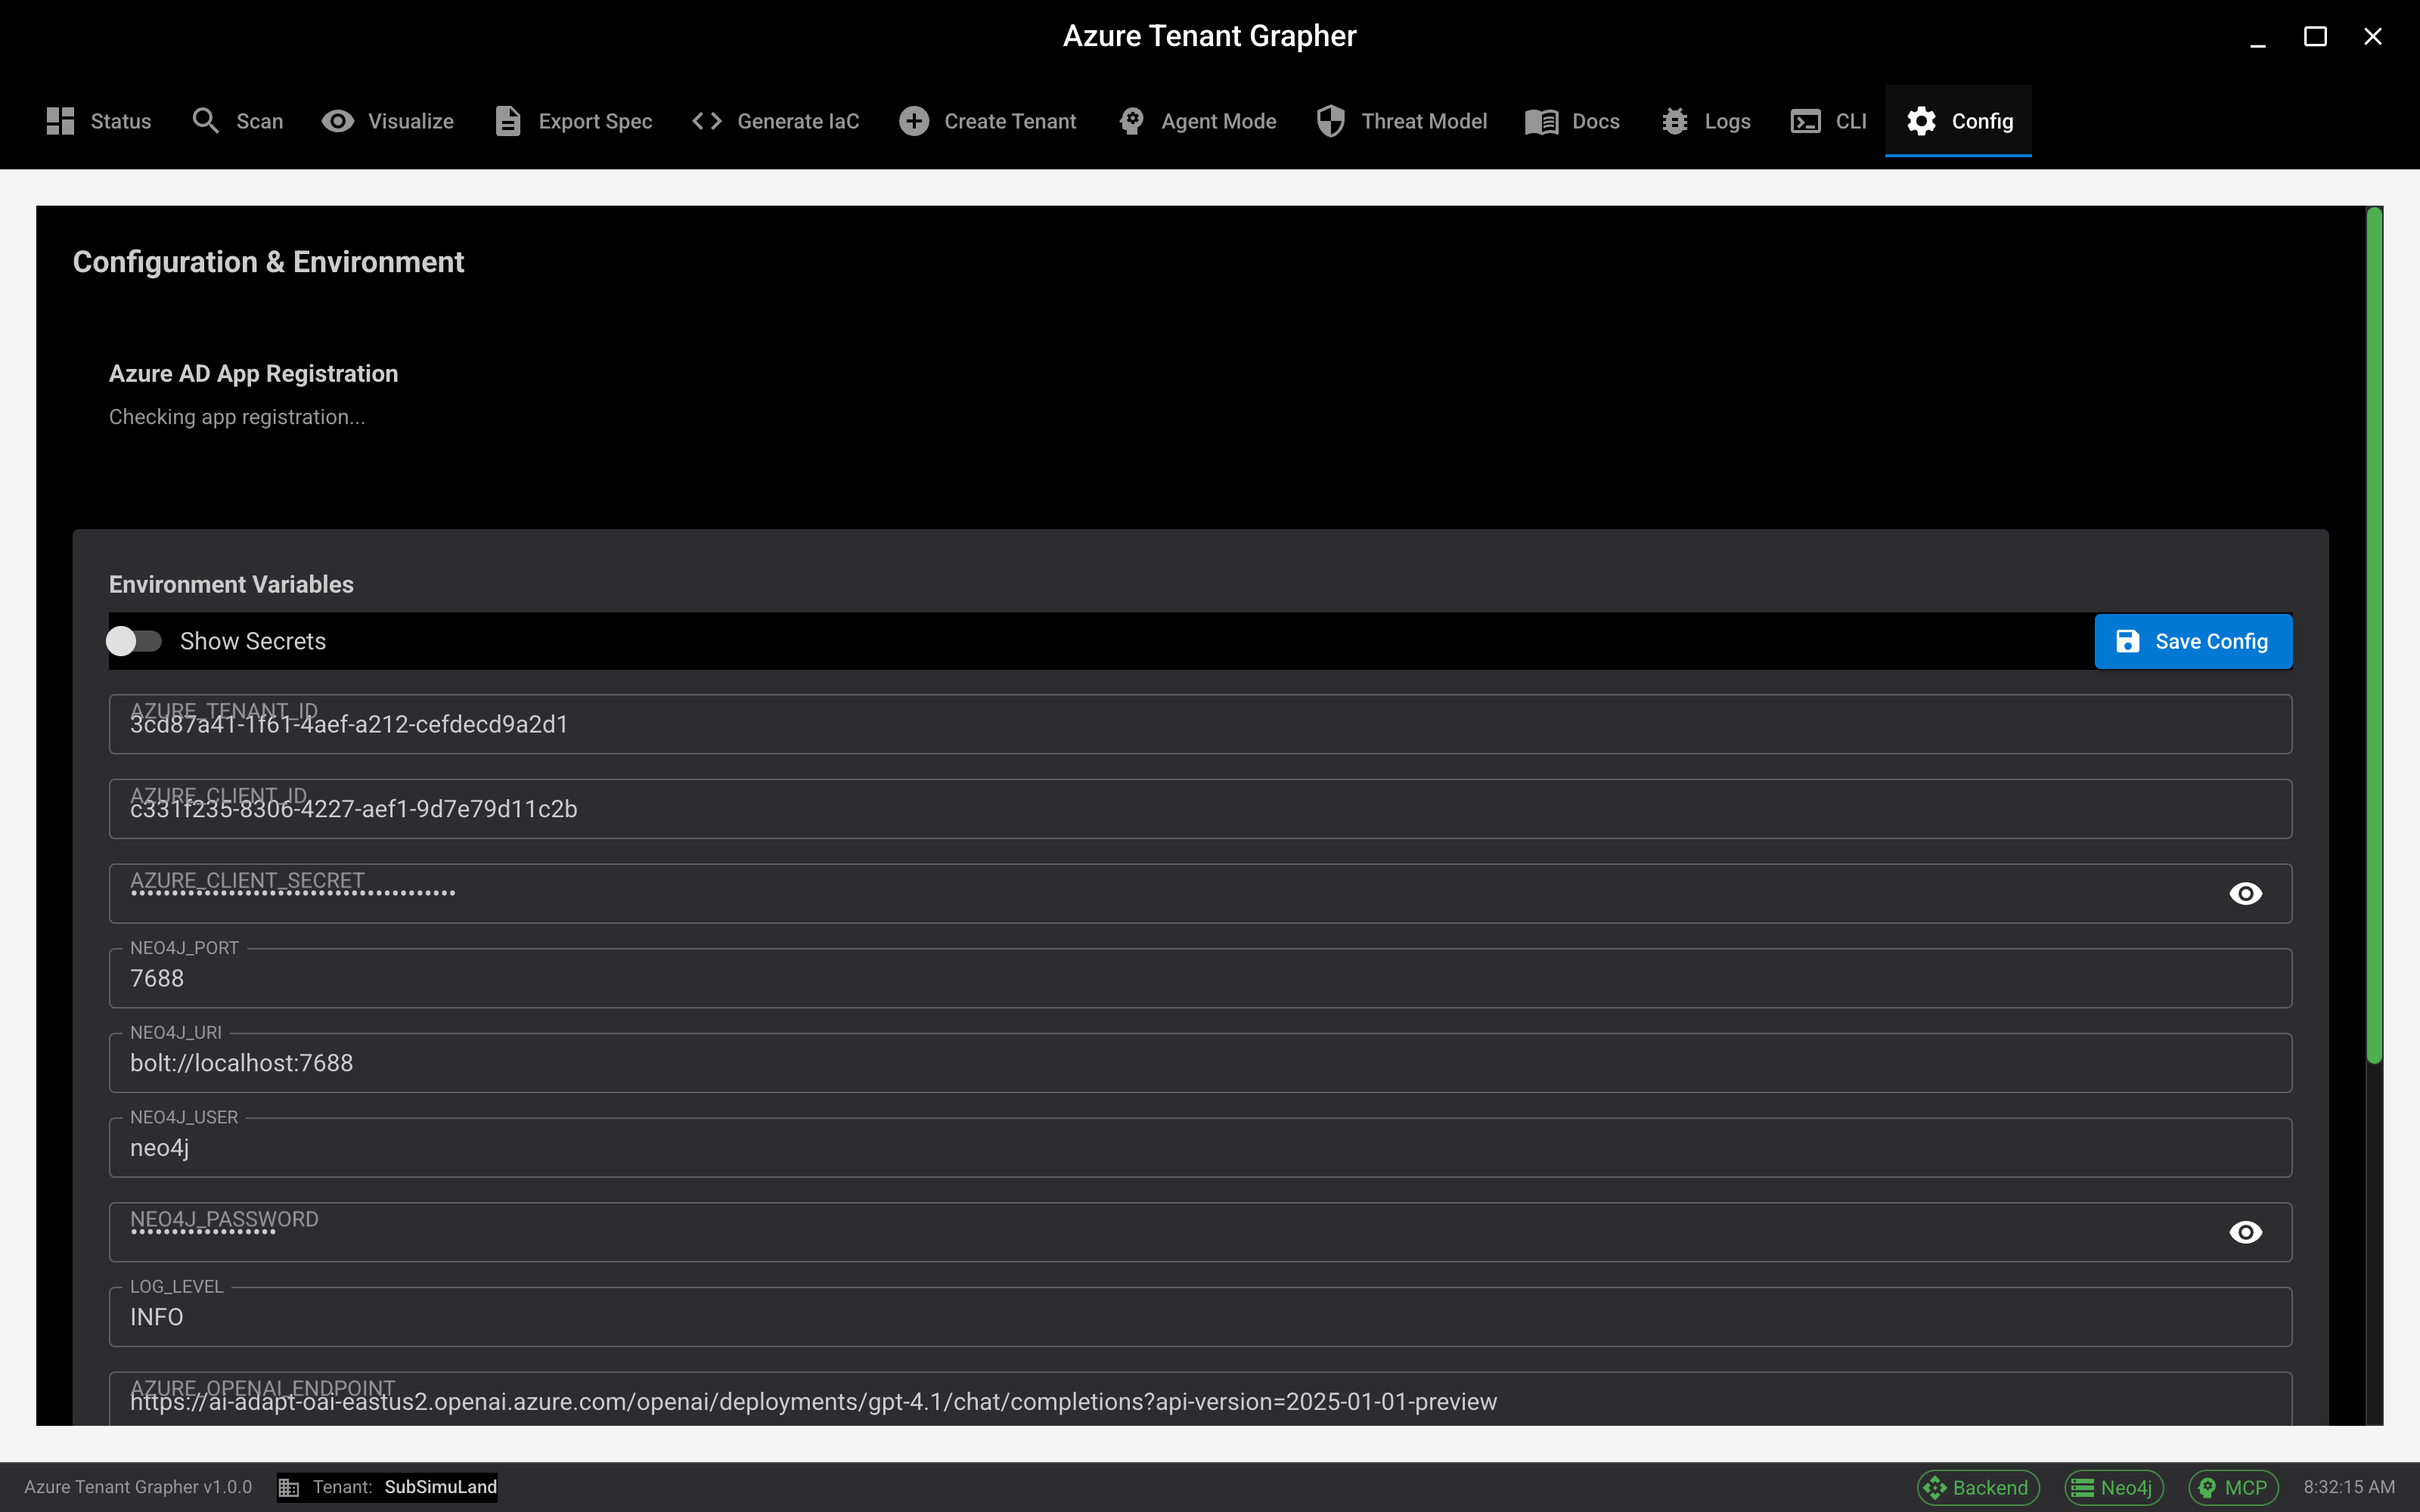 Azure Tenant Grapher
Status Scan Visualize Export Spec Generate IaC Create Tenant Agent Mode Threat Model Docs Logs CLI Config
Configuration & Environment
Azure AD App Registration
Checking app registration...
Environment Variables
Show Secrets Save Config
AZURE_TENANT_ID
3cd87a41-1f61-4aef-a212-cefdecd9a2d1
AZURE_CLIENT_ID
c331f235-8306-4227-aef1-9d7e79d11c2b
AZURE_CLIENT_SECRET
NEO4J_PORT
7688
NEO4J_URI
bolt://localhost:7688
NEO4J_USER
neo4j
NEO4J_PASSWORD
LOG_LEVEL
INFO
AZURE_OPENAI_ENDPOINT
https://ai-adapt-oai-eastus2.openai.azure.com/openai/deployments/gpt-4.1/chat/completions?api-version=2025-01-01-preview
Azure Tenant Grapher v1.0.0 Tenant: SubSimuLand Backend Neo4j MCP 8:32:15 AM